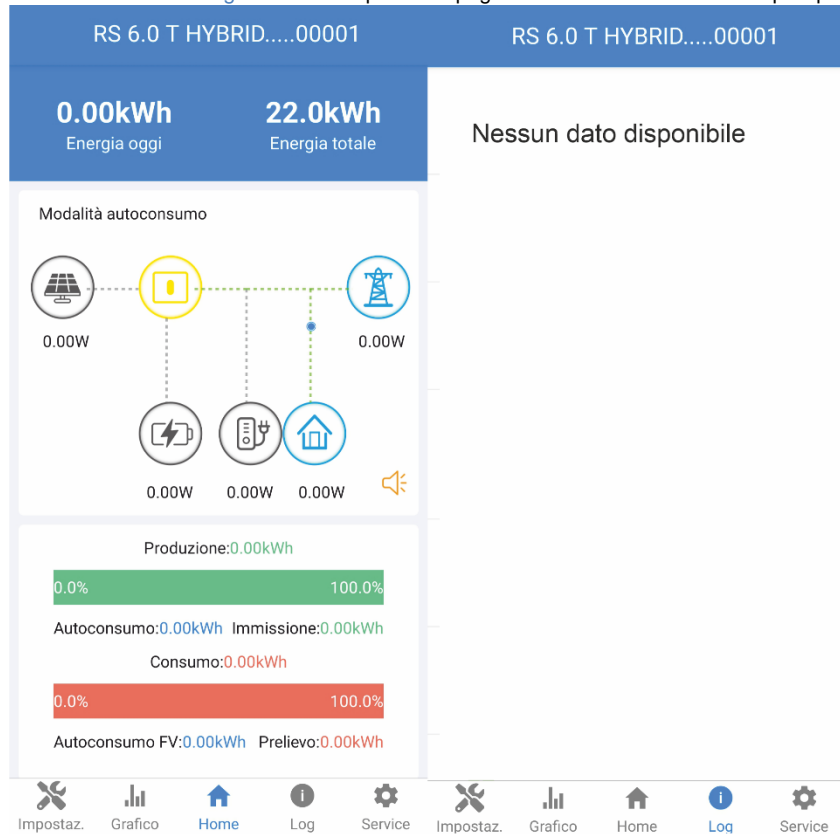 RS 6.0 T HYBRID.....00001
0.00kWh
Energia oggi
22.0kWh
Energia totale
Modalità autoconsumo
0.00W
0.00W
0.00W
0.00W
0.00W
Produzione:0.00kWh
0.0%
100.0%
Autoconsumo:0.00kWh Immissione:0.00kWh
Consumo:0.00kWh
0.0%
100.0%
Autoconsumo FV:0.00kWh Prelievo:0.00kWh
Impostaz.
Grafico
Home
Log
Service
RS 6.0 T HYBRID.....00001
Nessun dato disponibile
Impostaz.
Grafico
Home
Log
Service